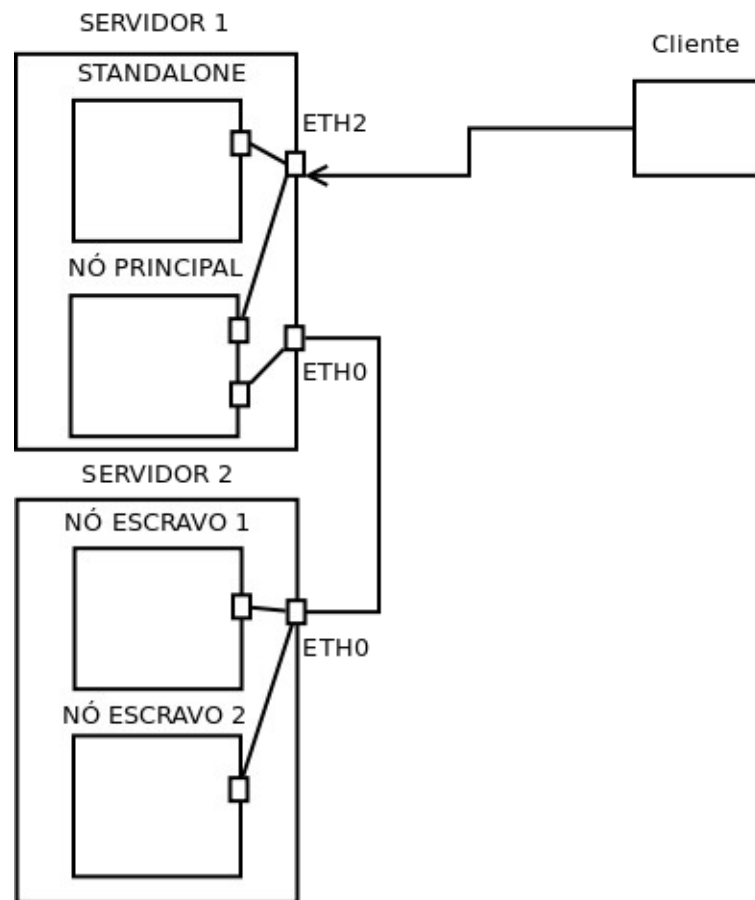 SERVIDOR 1
Cliente
STANDALONE
ETH2
NÓ PRINCIPAL
ETH0
SERVIDOR 2
NÓ ESCRAVO 1
ETH0
NÓ ESCRAVO 2